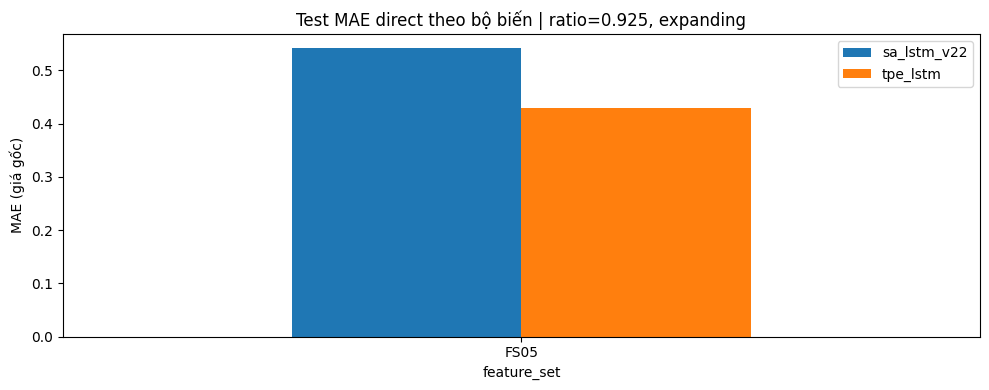 Test MAE direct theo bộ biến | ratio=0.925, expanding
sa_lstm_v22
tpe_lstm
MAE (giá gốc)
0.5
0.4
0.3
0.2
0.1
0.0
FS05
feature_set